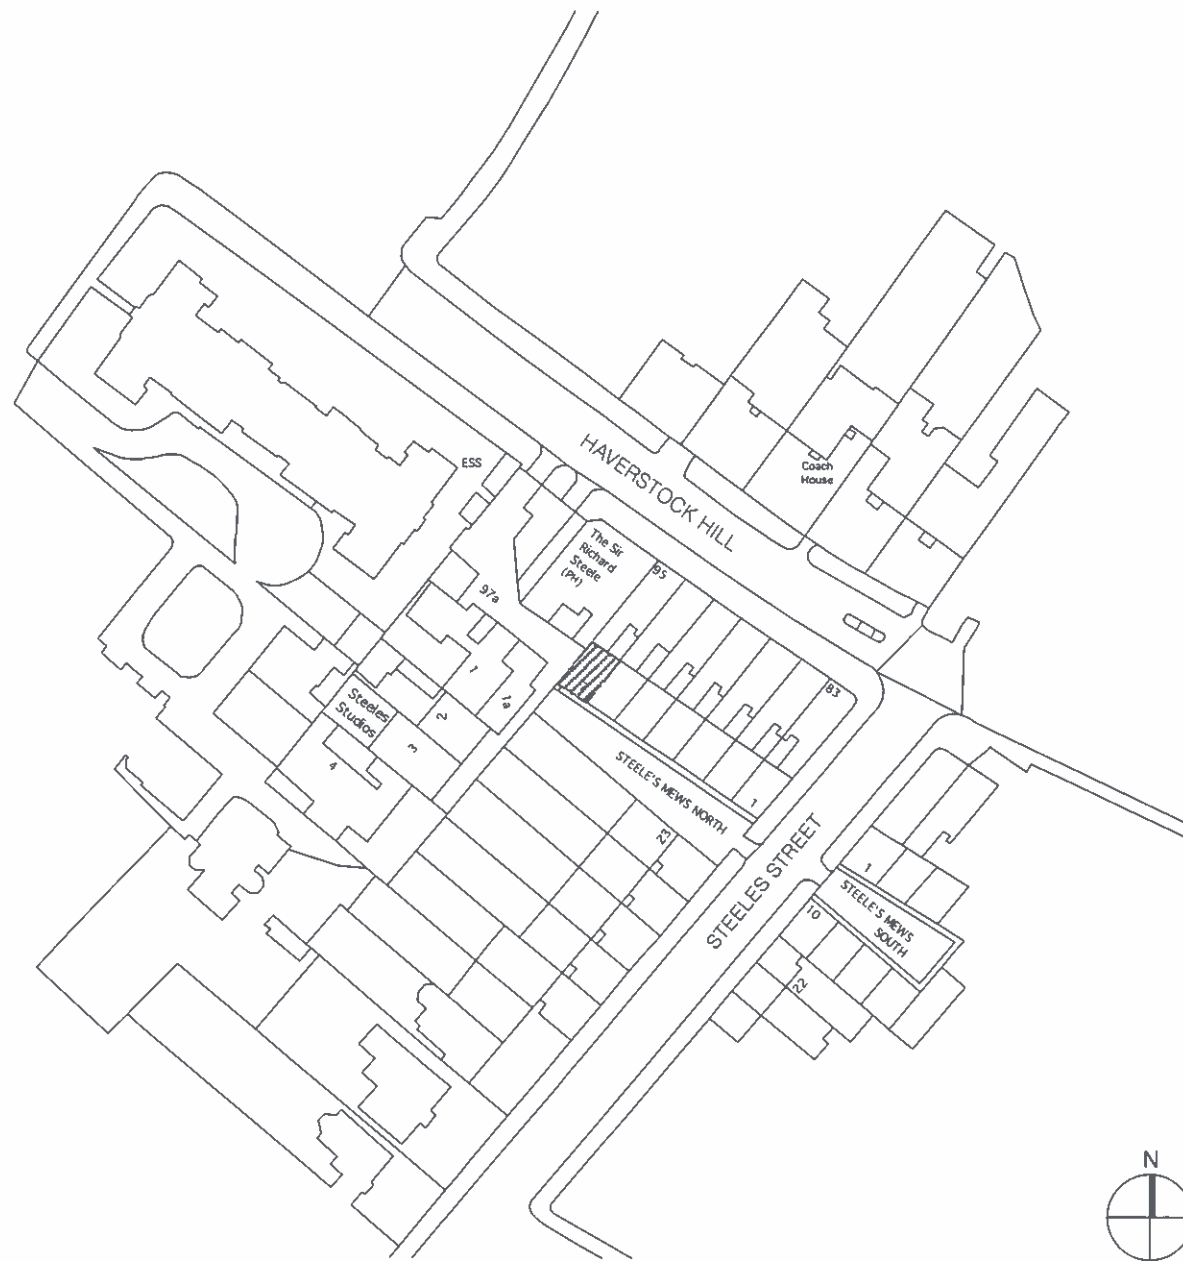 HAVERSTOCK HILL
ESS
Coach
House
The Sir
Richard
Steele
(PH)
95
97a
83
1
1a
2
3
4
Steeles
Studios
STEELE'S MEWS NORTH
1
23
STEELES STREET
1
STEELE'S MEWS
SOUTH
10
22
N